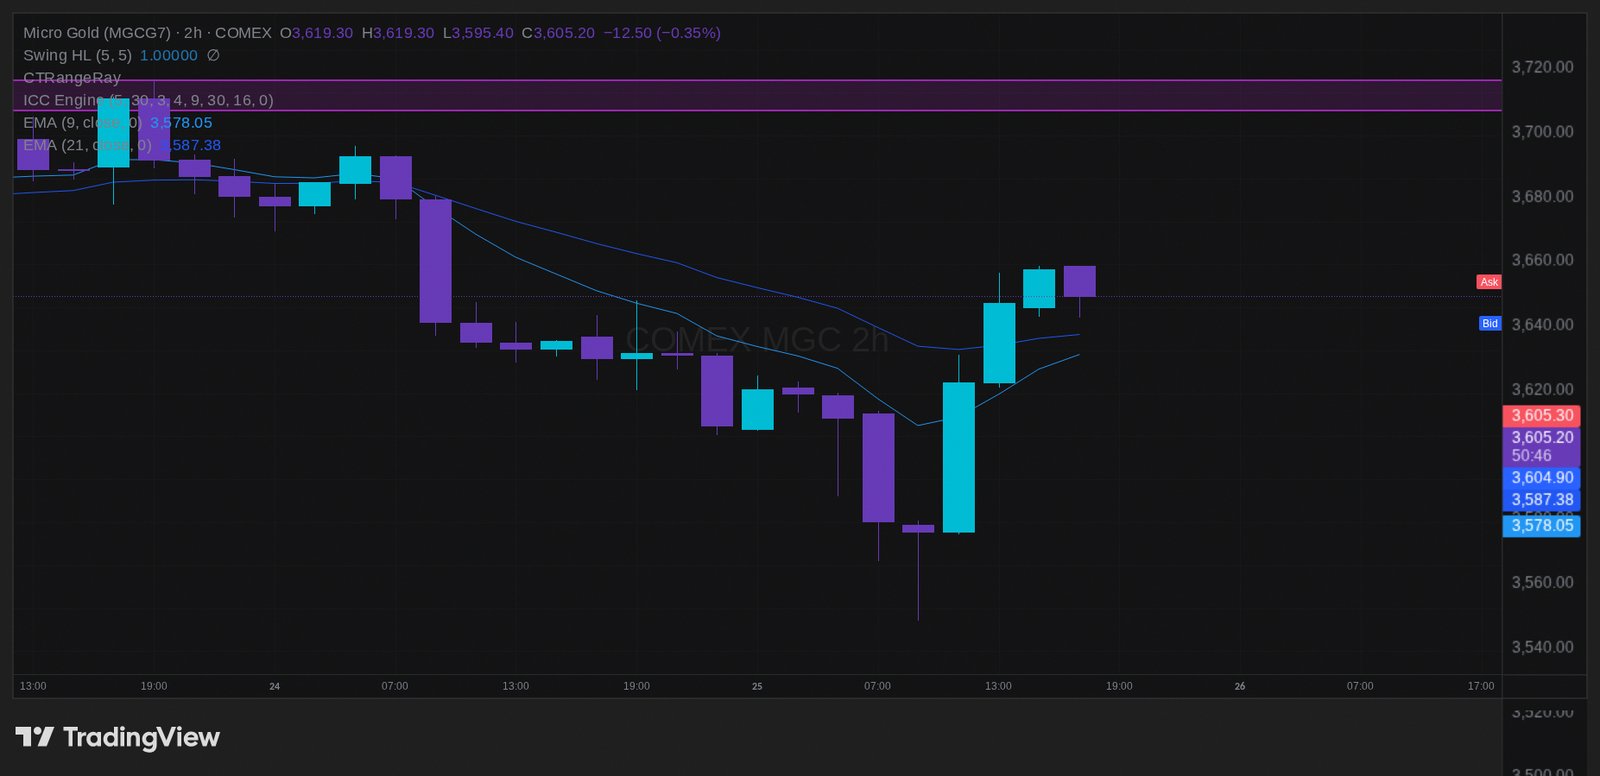 Micro Gold (MGCG7) · 2h · COMEX O3,619.30 H3,619.30 L3,595.40 C3,605.20 −12.50 (−0.35%)
Swing HL (5, 5) 1.00000 ∅
CTRangeRay
ICC Engine (5, 30, 3, 4, 9, 30, 16, 0)
EMA (9, close, 0) 3,578.05
EMA (21, close, 0) 3,587.38
COMEX MGC 2h
3,720.00
3,700.00
3,680.00
3,660.00
Ask
Bid
3,640.00
3,620.00
3,605.30
3,605.20
50:46
3,604.90
3,587.38
3,578.05
3,560.00
3,540.00
3,520.00
3,500.00
13:00 19:00 24 07:00 13:00 19:00 25 07:00 13:00 19:00 26 07:00 17:00
TradingView